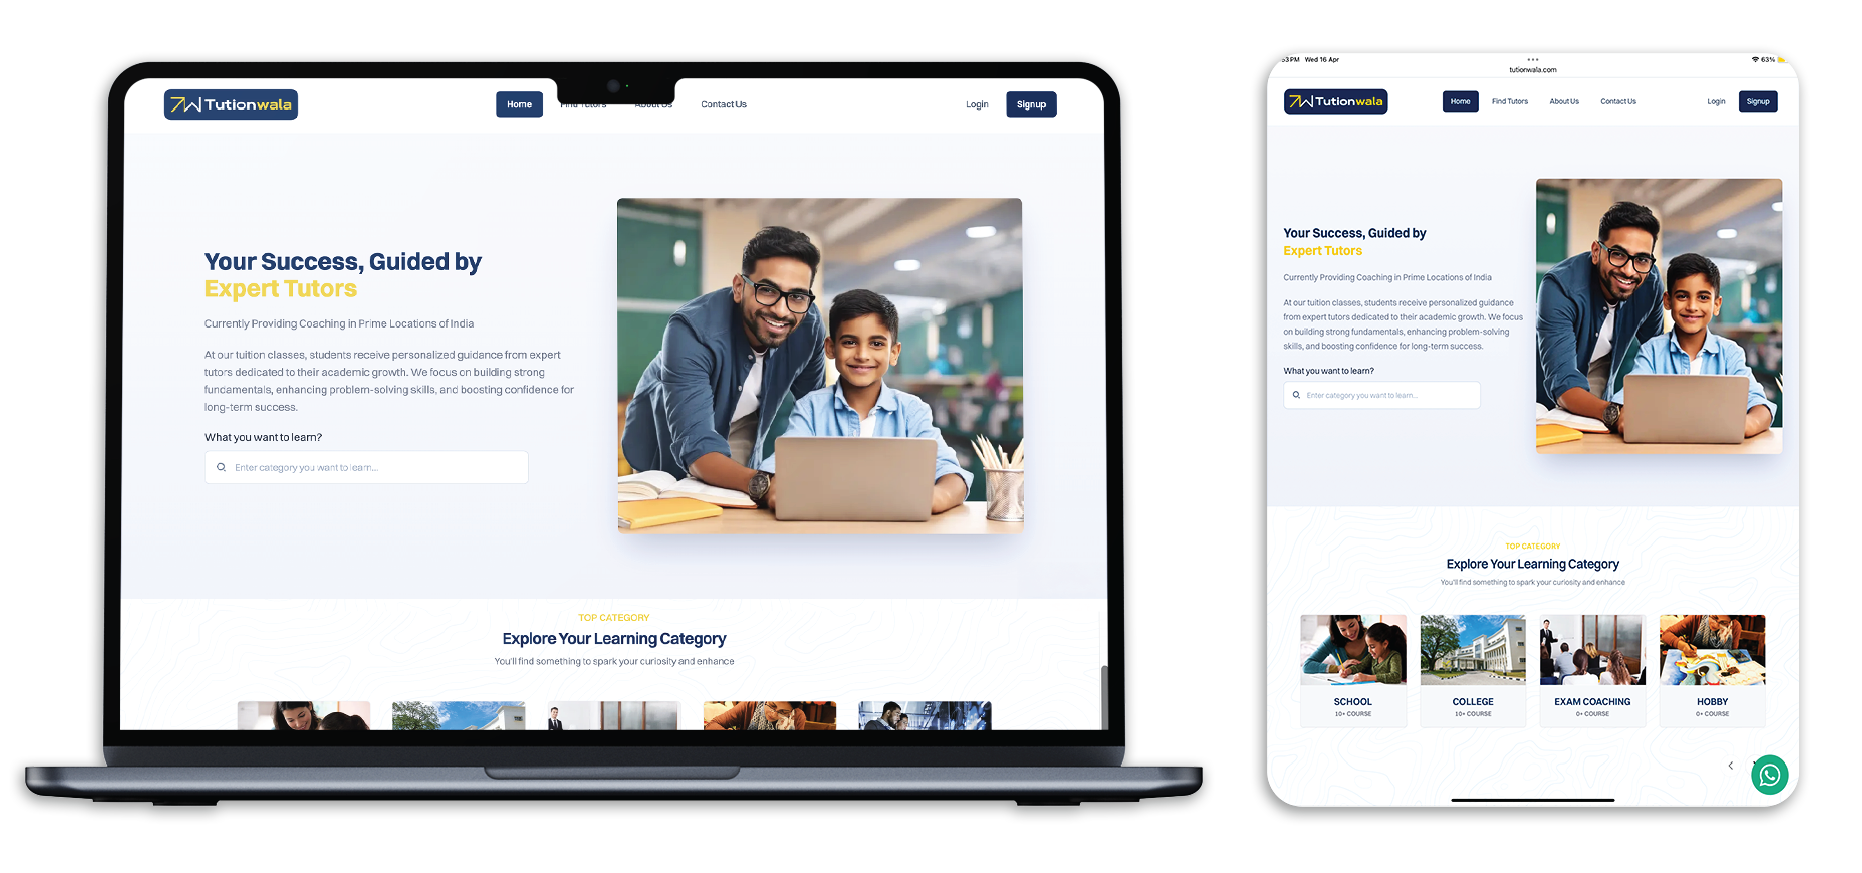 Tutionwala
Home
Find Tutors
About Us
Contact Us
Login
Signup
Your Success, Guided by
Expert Tutors
Currently Providing Coaching in Prime Locations of India
At our tuition classes, students receive personalized guidance from expert
tutors dedicated to their academic growth. We focus on building strong
fundamentals, enhancing problem-solving skills, and boosting confidence for
long-term success.
What you want to learn?
Enter category you want to learn...
TOP CATEGORY
Explore Your Learning Category
You'll find something to spark your curiosity and enhance
53PM Wed 16 Apr
63%
tutionwala.com
Tutionwala
Home
Find Tutors
About Us
Contact Us
Login
Signup
Your Success, Guided by
Expert Tutors
Currently Providing Coaching in Prime Locations of India
At our tuition classes, students receive personalized guidance
from expert tutors dedicated to their academic growth. We focus
on building strong fundamentals, enhancing problem-solving
skills, and boosting confidence for long-term success.
What you want to learn?
Enter category you want to learn...
TOP CATEGORY
Explore Your Learning Category
You'll find something to spark your curiosity and enhance
SCHOOL
10+ COURSE
COLLEGE
10+ COURSE
EXAM COACHING
0+ COURSE
HOBBY
0+ COURSE